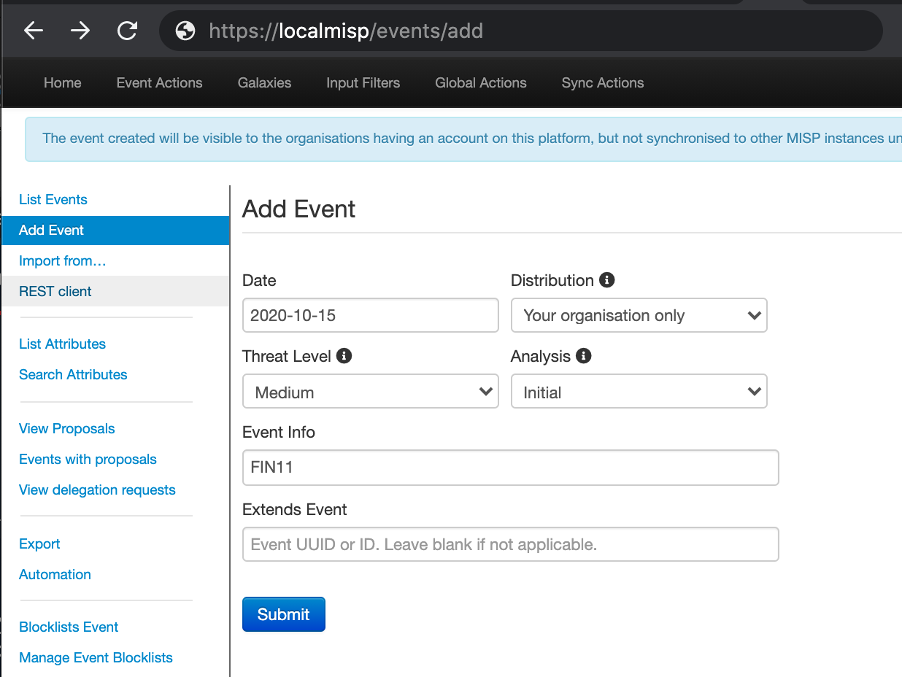 https://localmisp/events/add
Home Event Actions Galaxies Input Filters Global Actions Sync Actions
The event created will be visible to the organisations having an account on this platform, but not synchronised to other MISP instances un
List Events
Add Event
Import from…
REST client
List Attributes
Search Attributes
View Proposals
Events with proposals
View delegation requests
Export
Automation
Blocklists Event
Manage Event Blocklists
Add Event
Date Distribution
2020-10-15 Your organisation only
Threat Level Analysis
Medium Initial
Event Info
FIN11
Extends Event
Event UUID or ID. Leave blank if not applicable.
Submit